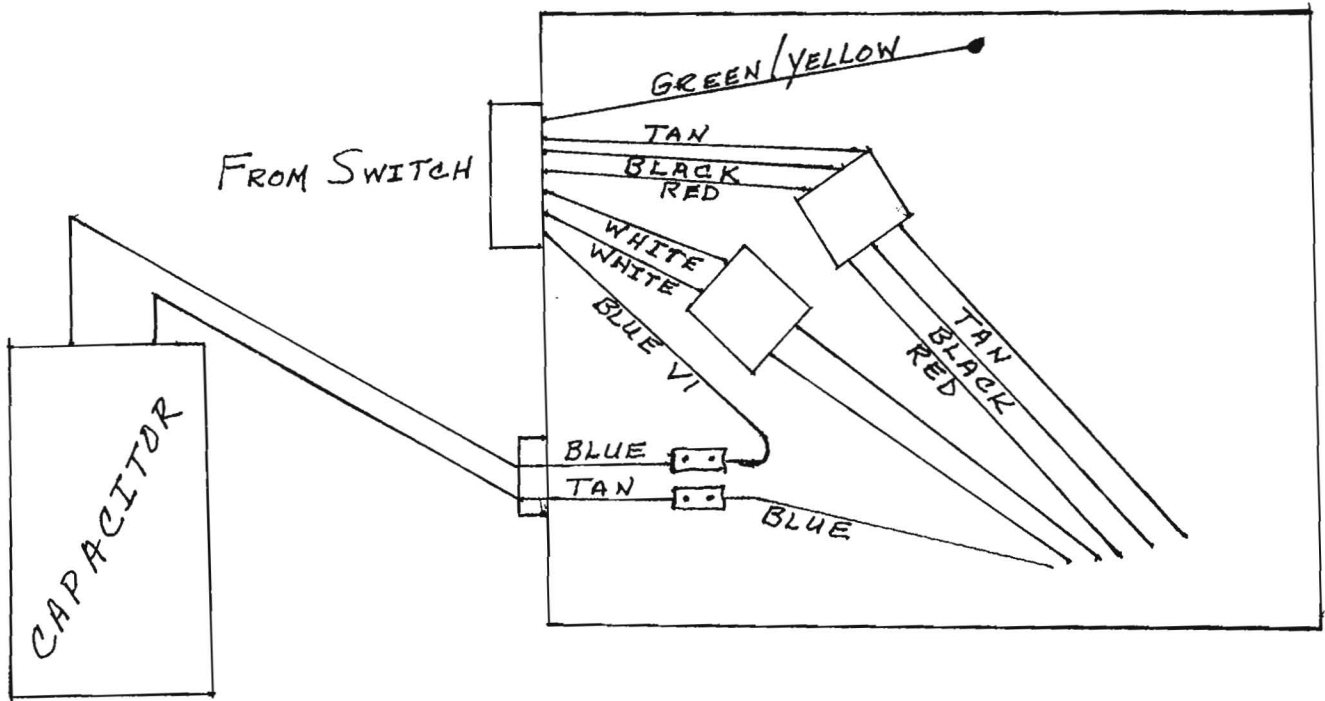 GREEN/YELLOW
TAN
BLACK
RED
FROM SWITCH
WHITE
WHITE
BLUE VI
TAN
BLACK
RED
BLUE
TAN
BLUE
CAPACITOR